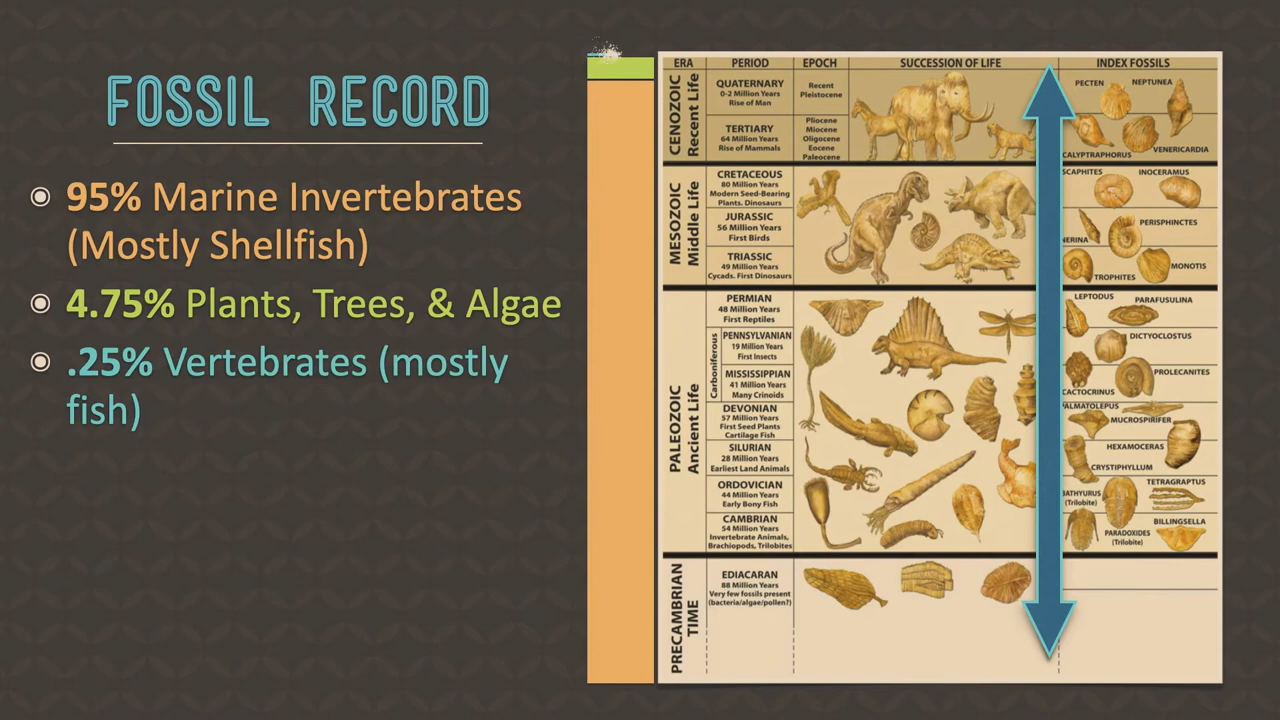 FOSSIL RECORD
95% Marine Invertebrates
(Mostly Shellfish)
4.75% Plants, Trees, & Algae
.25% Vertebrates (mostly
fish)
ERA PERIOD EPOCH SUCCESSION OF LIFE INDEX FOSSILS
CENOZOIC
Recent Life
QUATERNARY
0-2 Million Years
Rise of Man
Recent
Pleistocene
PECTEN
NEPTUNEA
TERTIARY
64 Million Years
Rise of Mammals
Pliocene
Miocene
Oligocene
Eocene
Paleocene
CALYPTRAPHORUS
VENERICARDIA
MESOZOIC
Middle Life
CRETACEOUS
80 Million Years
Modern Seed-Bearing
Plants. Dinosaurs
SCAPHITES
INOCERAMUS
JURASSIC
56 Million Years
First Birds
PERISPHINCTES
NERINA
TRIASSIC
49 Million Years
Cycads. First Dinosaurs
MONOTIS
TROPHITES
PALEOZOIC
Ancient Life
PERMIAN
48 Million Years
First Reptiles
LEPTODUS
PARAFUSULINA
Carboniferous
PENNSYLVANIAN
19 Million Years
First Insects
DICTYOCLOSTUS
MISSISSIPPIAN
41 Million Years
Many Crinoids
PROLECANITES
CACTOCRINUS
DEVONIAN
57 Million Years
First Seed Plants
Cartilage Fish
PALMATOLEPUS
MUCROSPIRIFER
SILURIAN
28 Million Years
Earliest Land Animals
HEXAMOCERAS
CRYSTIPHYLLUM
ORDOVICIAN
44 Million Years
Early Bony Fish
TETRAGRAPTUS
BATHYURUS
(Trilobite)
CAMBRIAN
54 Million Years
Invertebrate Animals,
Brachiopods, Trilobites
BILLINGSELLA
PARADOXIDES
(Trilobite)
PRECAMBRIAN
TIME
EDIACARAN
88 Million Years
Very few fossils present
(bacteria/algae/pollen?)